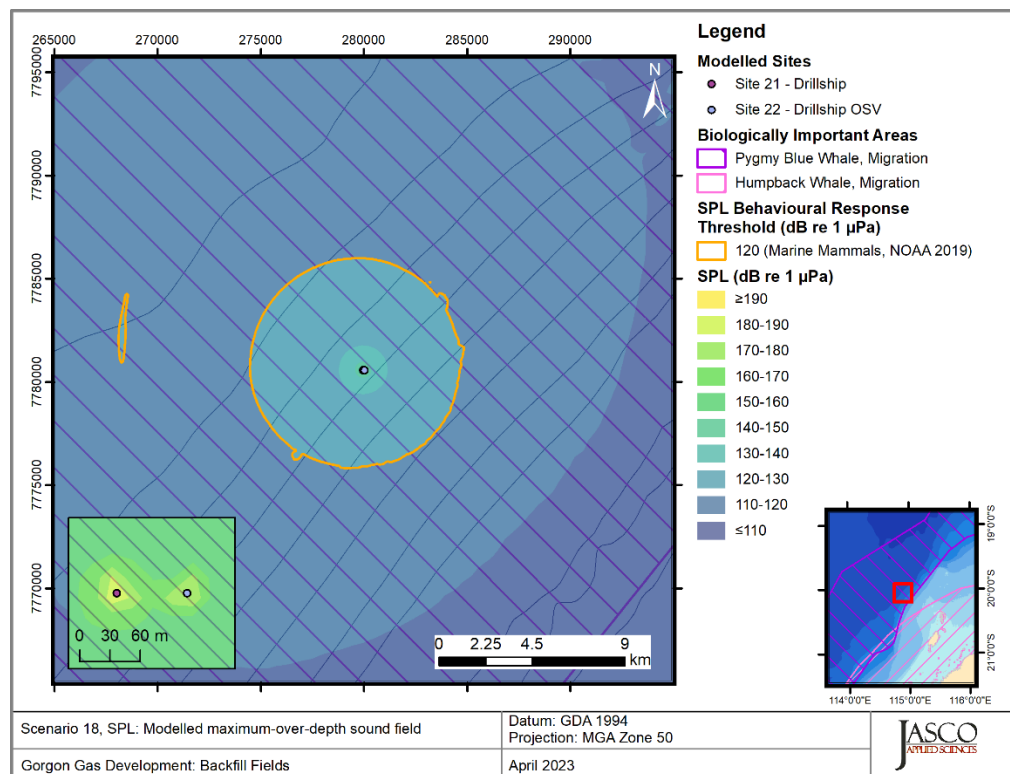 265000 270000 275000 280000 285000 290000
7795000
7790000
7785000
7780000
7775000
7770000
N
0 30 60 m
0 2.25 4.5 9
km
Legend
Modelled Sites
Site 21 - Drillship
Site 22 - Drillship OSV
Biologically Important Areas
Pygmy Blue Whale, Migration
Humpback Whale, Migration
SPL Behavioural Response
Threshold (dB re 1 µPa)
120 (Marine Mammals, NOAA 2019)
SPL (dB re 1 µPa)
≥190
180-190
170-180
160-170
150-160
140-150
130-140
120-130
110-120
≤110
19°0'0"S
20°0'0"S
21°0'0"S
114°0'0"E 115°0'0"E 116°0'0"E
Scenario 18, SPL: Modelled maximum-over-depth sound field
Gorgon Gas Development: Backfill Fields
Datum: GDA 1994
Projection: MGA Zone 50
April 2023
JASCO
APPLIED SCIENCES